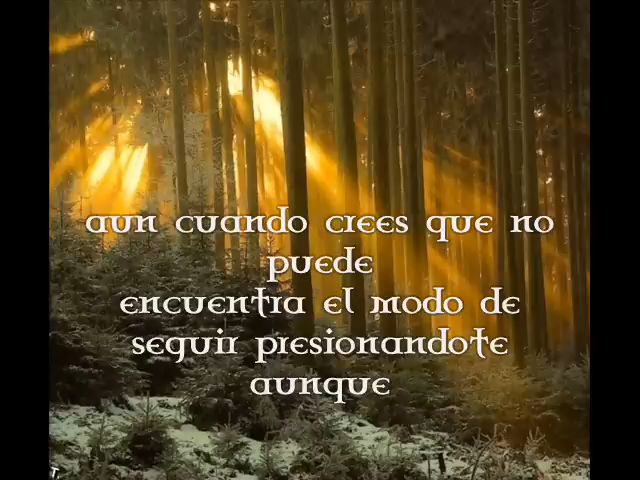 aun cuando crees que no
puede
encuentra el modo de
seguir presionandote
aunque
T.